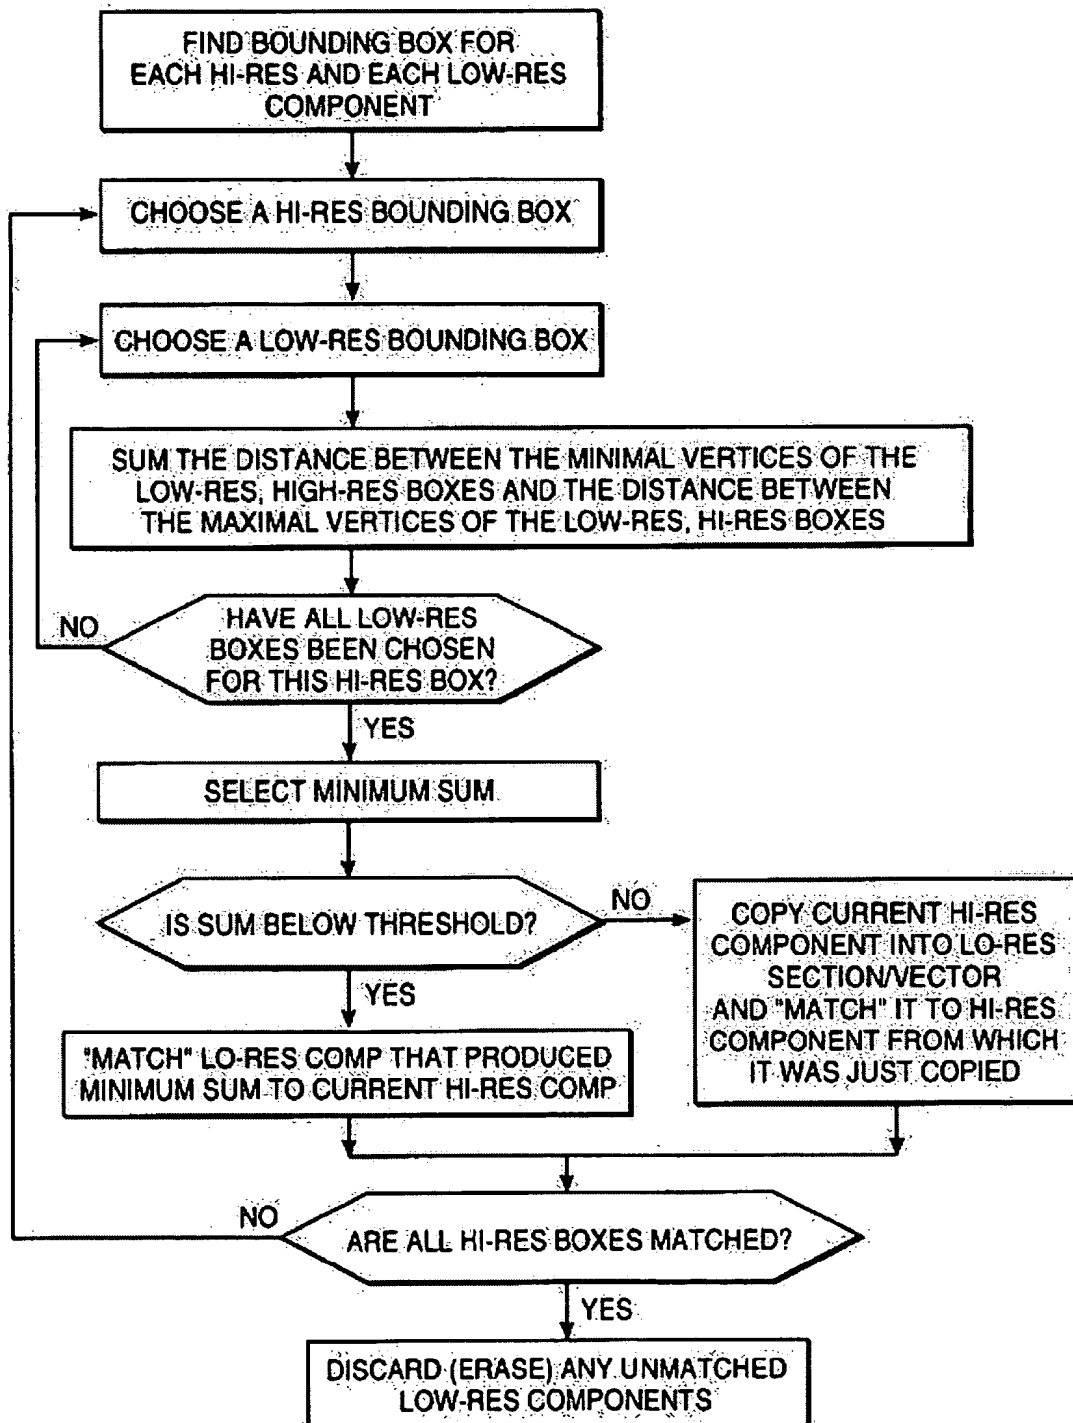 FIND BOUNDING BOX FOR
EACH HI-RES AND EACH LOW-RES
COMPONENT
CHOOSE A HI-RES BOUNDING BOX
CHOOSE A LOW-RES BOUNDING BOX
SUM THE DISTANCE BETWEEN THE MINIMAL VERTICES OF THE
LOW-RES, HIGH-RES BOXES AND THE DISTANCE BETWEEN
THE MAXIMAL VERTICES OF THE LOW-RES, HI-RES BOXES
NO
HAVE ALL LOW-RES
BOXES BEEN CHOSEN
FOR THIS HI-RES BOX?
YES
SELECT MINIMUM SUM
IS SUM BELOW THRESHOLD?
NO
COPY CURRENT HI-RES
COMPONENT INTO LO-RES
SECTION/VECTOR
AND "MATCH" IT TO HI-RES
COMPONENT FROM WHICH
IT WAS JUST COPIED
YES
"MATCH" LO-RES COMP THAT PRODUCED
MINIMUM SUM TO CURRENT HI-RES COMP
NO
ARE ALL HI-RES BOXES MATCHED?
YES
DISCARD (ERASE) ANY UNMATCHED
LOW-RES COMPONENTS